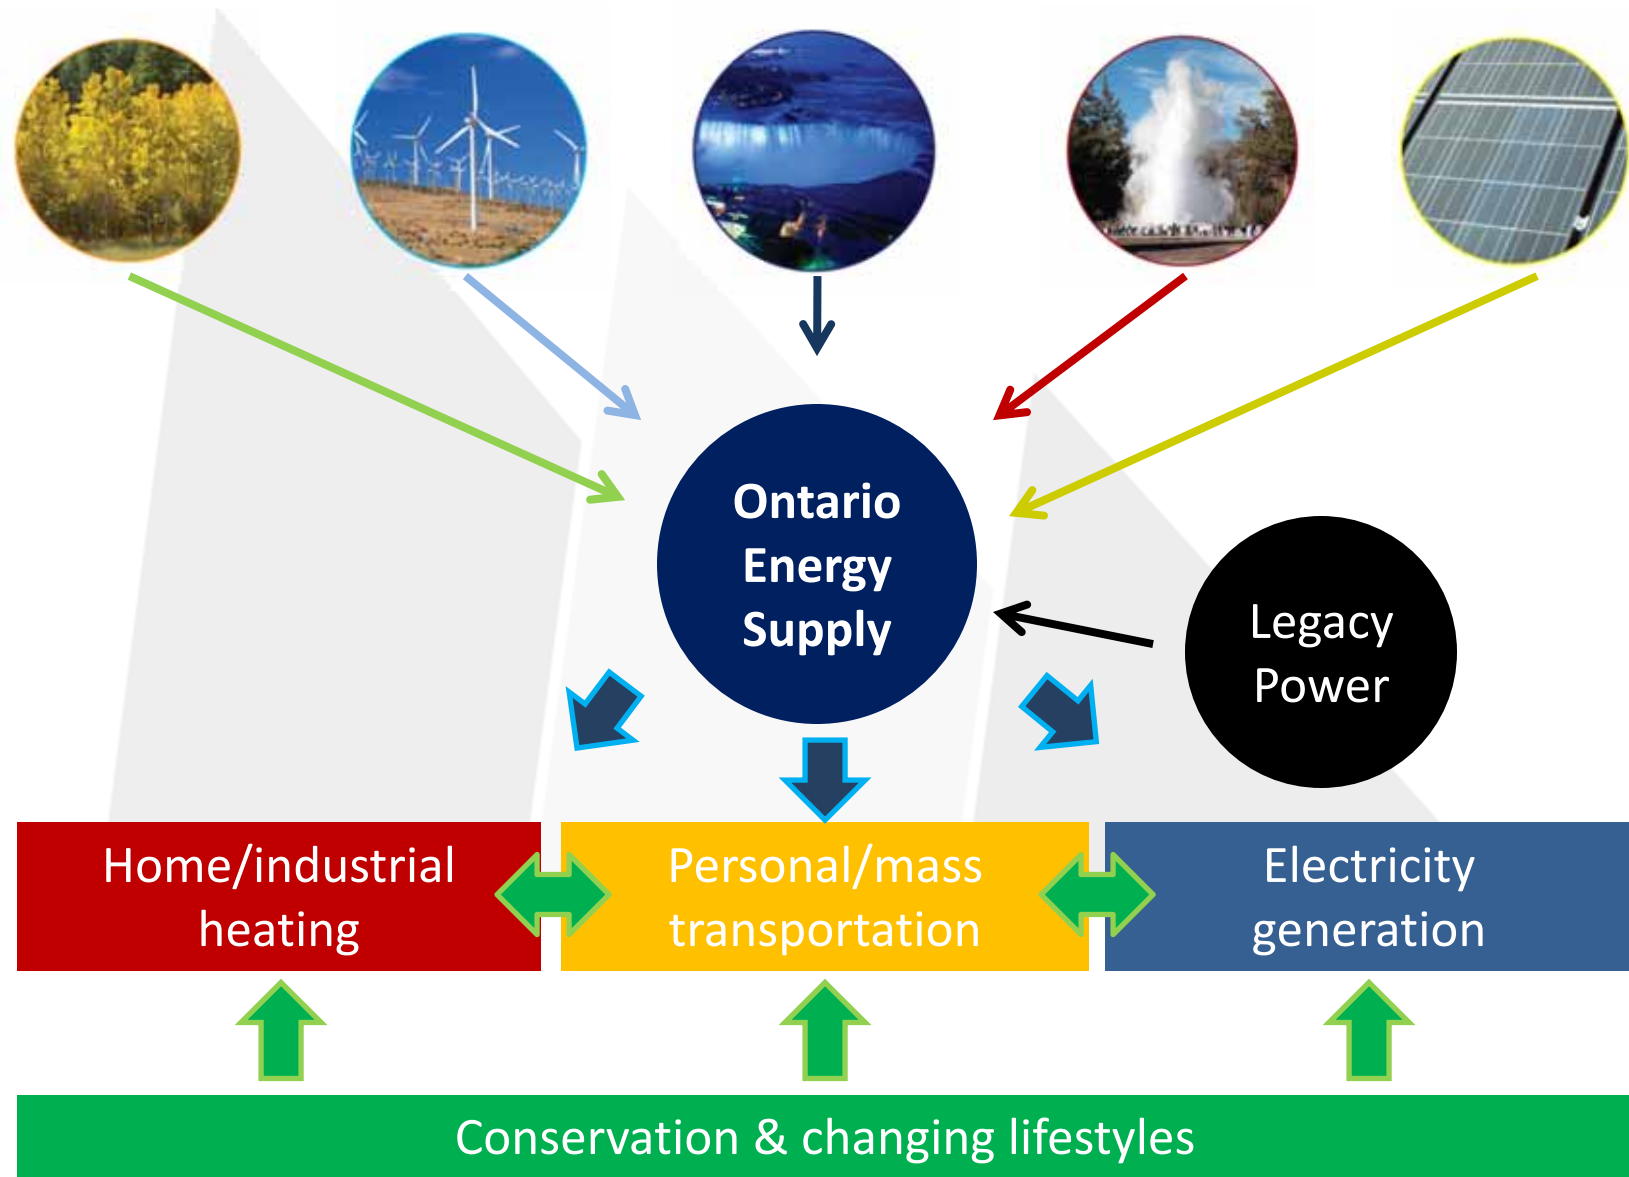 Ontario
Energy
Supply
Legacy
Power
Home/industrial
heating
Personal/mass
transportation
Electricity
generation
Conservation & changing lifestyles